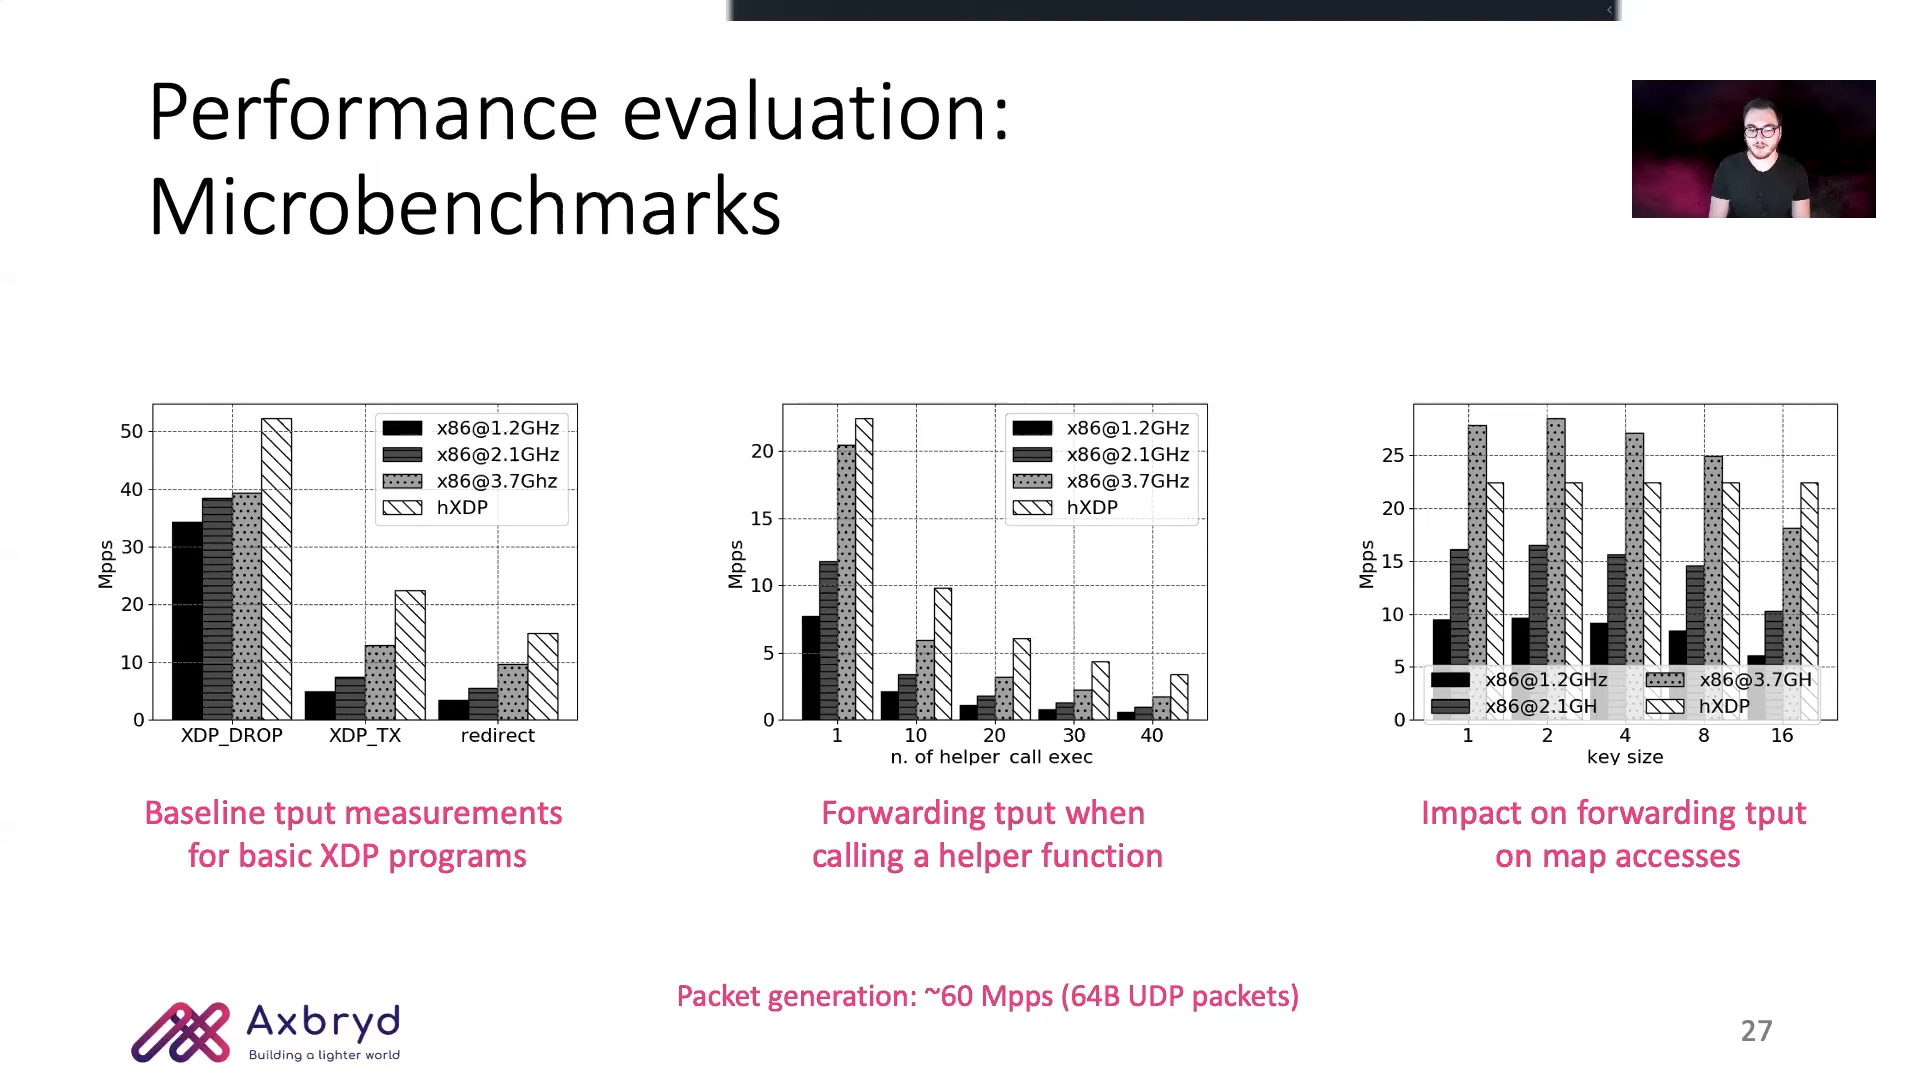 Performance evaluation:
Microbenchmarks
50
40
30
20
10
0
Mpps
x86@1.2GHz
x86@2.1GHz
x86@3.7Ghz
hXDP
XDP_DROP
XDP_TX
redirect
Baseline tput measurements
for basic XDP programs
20
15
10
5
0
Mpps
x86@1.2GHz
x86@2.1GHz
x86@3.7GHz
hXDP
1
10
20
30
40
n. of helper call exec
Forwarding tput when
calling a helper function
25
20
15
10
5
0
Mpps
x86@1.2GHz
x86@3.7GH
x86@2.1GH
hXDP
1
2
4
8
16
key size
Impact on forwarding tput
on map accesses
Packet generation: ~60 Mpps (64B UDP packets)
Axbryd
Building a lighter world
27